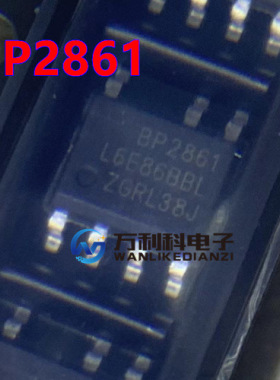 P2861
BP2861
L6E86BBL
ZGRL38J
万利科电子
WANLIKEDIANZI